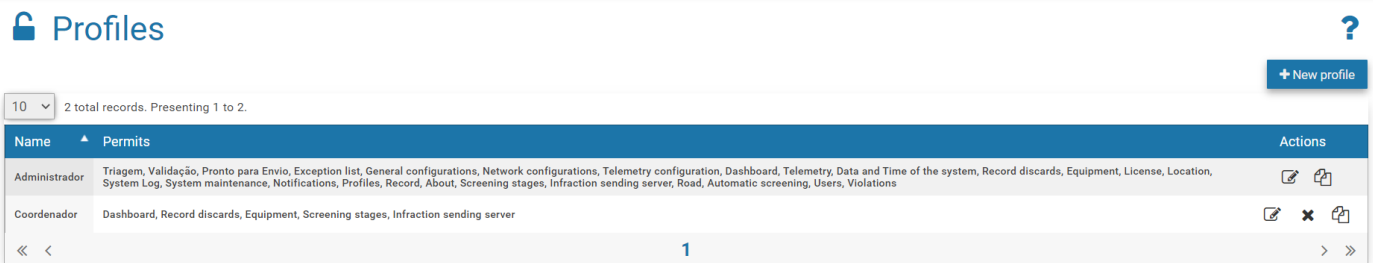 Profiles
?
+ New profile
10 2 total records. Presenting 1 to 2.
Name Permits Actions
Administrador Triagem, Validação, Pronto para Envio, Exception list, General configurations, Network configurations, Telemetry configuration, Dashboard, Telemetry, Data and Time of the system, Record discards, Equipment, License, Location,
System Log, System maintenance, Notifications, Profiles, Record, About, Screening stages, Infraction sending server, Road, Automatic screening, Users, Violations
Coordenador Dashboard, Record discards, Equipment, Screening stages, Infraction sending server
« ‹ 1 › »